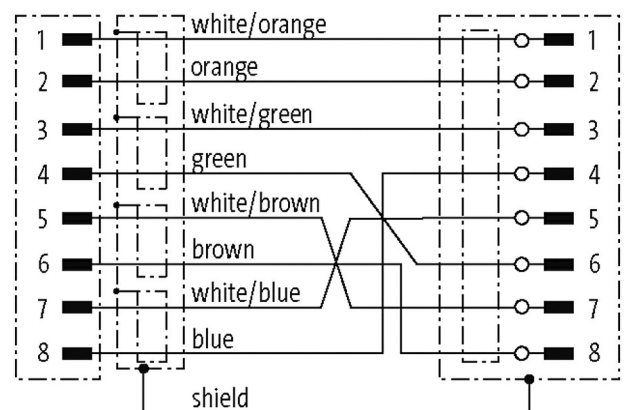 1 white/orange 1
2 orange 2
3 white/green 3
4 green 4
5 white/brown 5
6 brown 6
7 white/blue 7
8 blue 8
shield